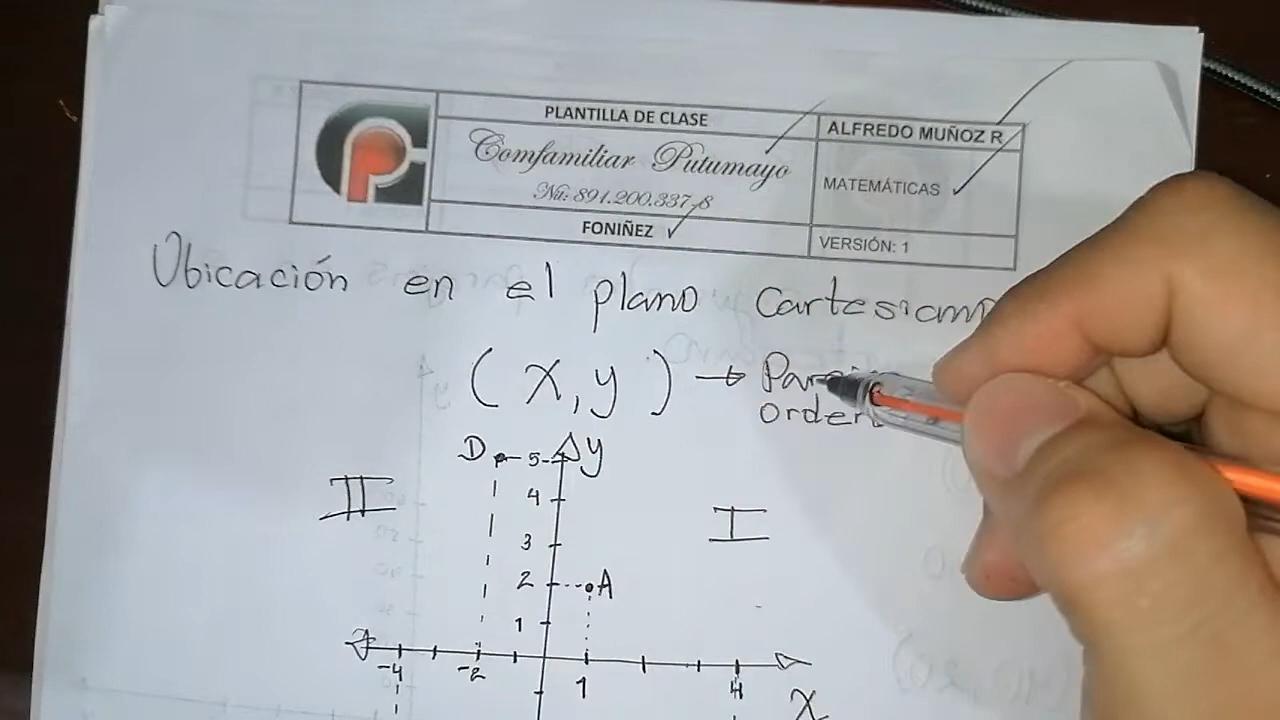 PLANTILLA DE CLASE
ALFREDO MUÑOZ R
Comfamiliar Putumayo
Nit: 891.200.337-8
MATEMÁTICAS
FONIÑEZ
VERSIÓN: 1
Ubicación en el plano
(x, y) →
D 5 y
II
4
I
3
2 A
1
-4 -2 1 4
X